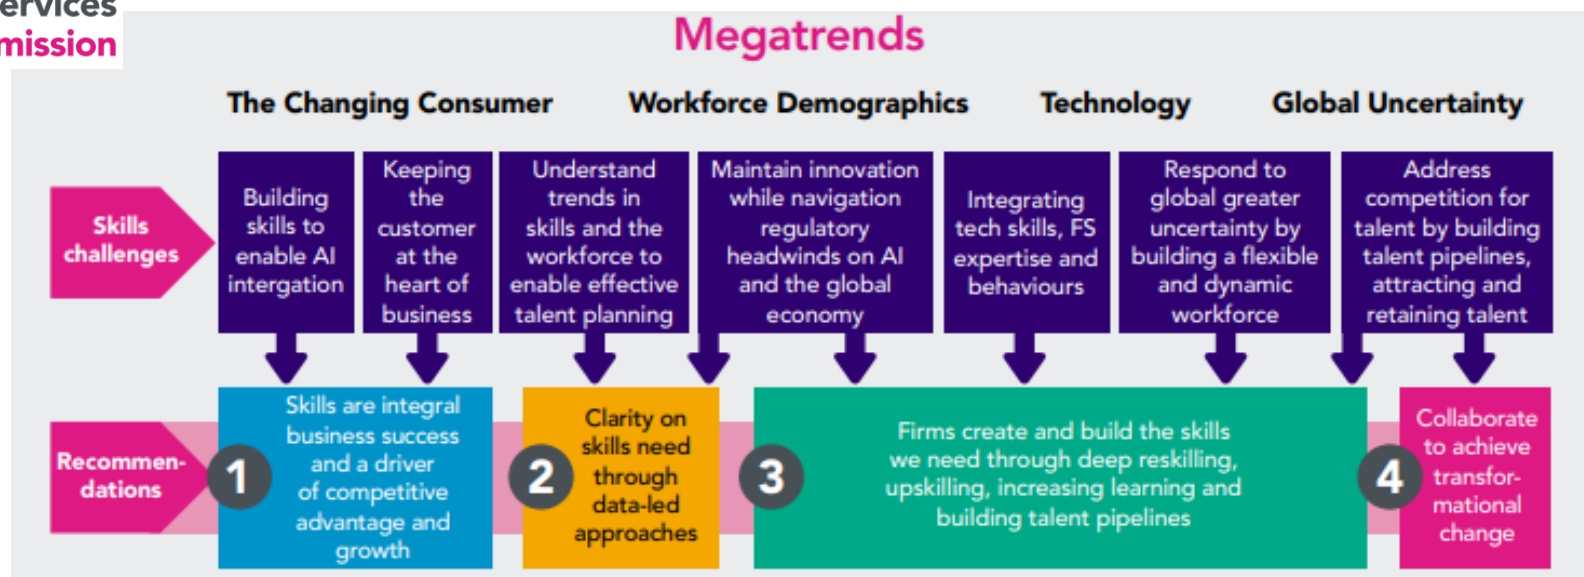 ervices
mission
Megatrends
The Changing Consumer
Workforce Demographics
Technology
Global Uncertainty
Skills
challenges
Building
skills to
enable AI
intergation
Keeping
the
customer
at the
heart of
business
Understand
trends in
skills and the
workforce to
enable effective
talent planning
Maintain innovation
while navigation
regulatory
headwinds on AI
and the global
economy
Integrating
tech skills, FS
expertise and
behaviours
Respond to
global greater
uncertainty by
building a flexible
and dynamic
workforce
Address
competition for
talent by building
talent pipelines,
attracting and
retaining talent
Recommen-
dations
1
Skills are integral
business success
and a driver
of competitive
advantage and
growth
2
Clarity on
skills need
through
data-led
approaches
3
Firms create and build the skills
we need through deep reskilling,
upskilling, increasing learning and
building talent pipelines
4
Collaborate
to achieve
transfor-
mational
change